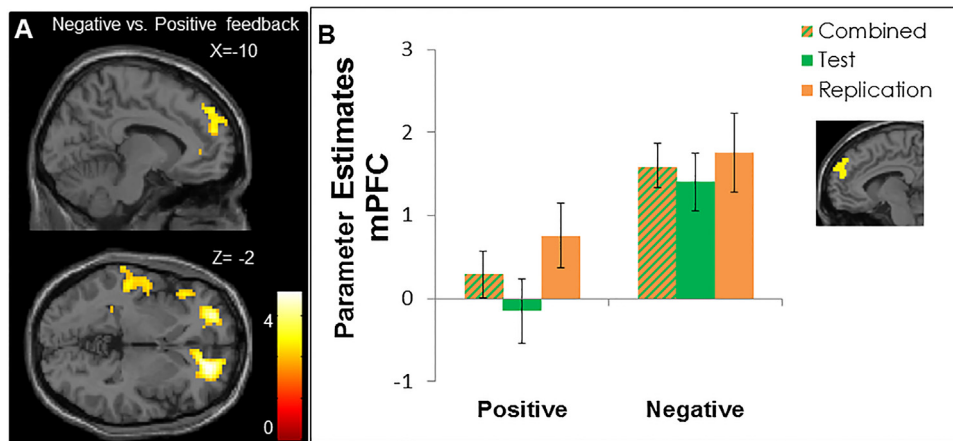 A
Negative vs. Positive feedback
X=-10
Z= -2
4
0
B
Parameter Estimates
mPFC
3
2
1
0
-1
Positive
Negative
Combined
Test
Replication